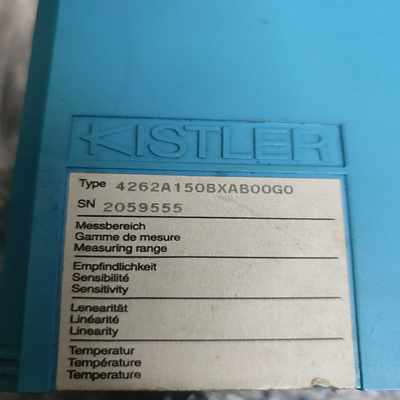 KISTLER
Type 4262A150BXAB00G0
SN 2059555
Messbereich
Gamme de mesure
Measuring range
Empfindlichkeit
Sensibilité
Sensitivity
Lenearität
Linéarité
Linearity
Temperatur
Température
Temperature